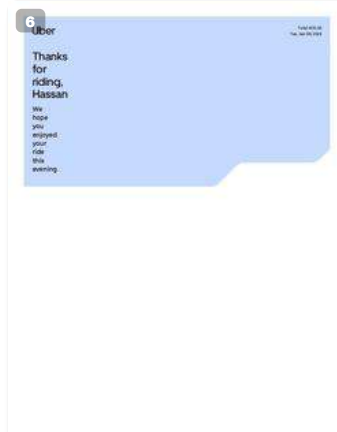 6
Uber
Thanks
for
riding,
Hassan
We
hope
you
enjoyed
your
ride
this
evening.